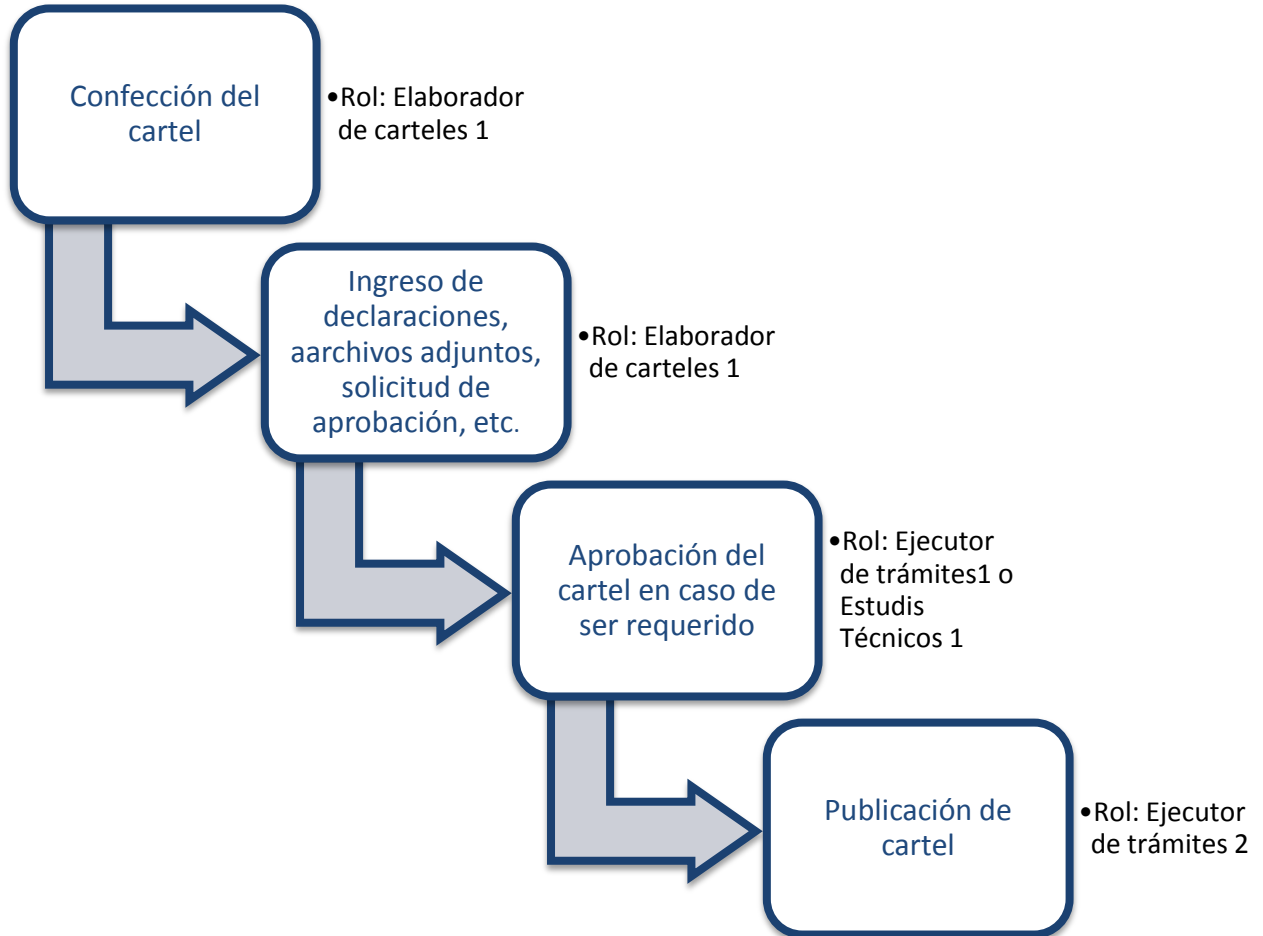 Confección del
cartel
•Rol: Elaborador
de carteles 1
Ingreso de
declaraciones,
aarchivos adjuntos,
solicitud de
aprobación, etc.
•Rol: Elaborador
de carteles 1
Aprobación del
cartel en caso de
ser requerido
•Rol: Ejecutor
de trámites1 o
Estudis
Técnicos 1
Publicación de
cartel
•Rol: Ejecutor
de trámites 2